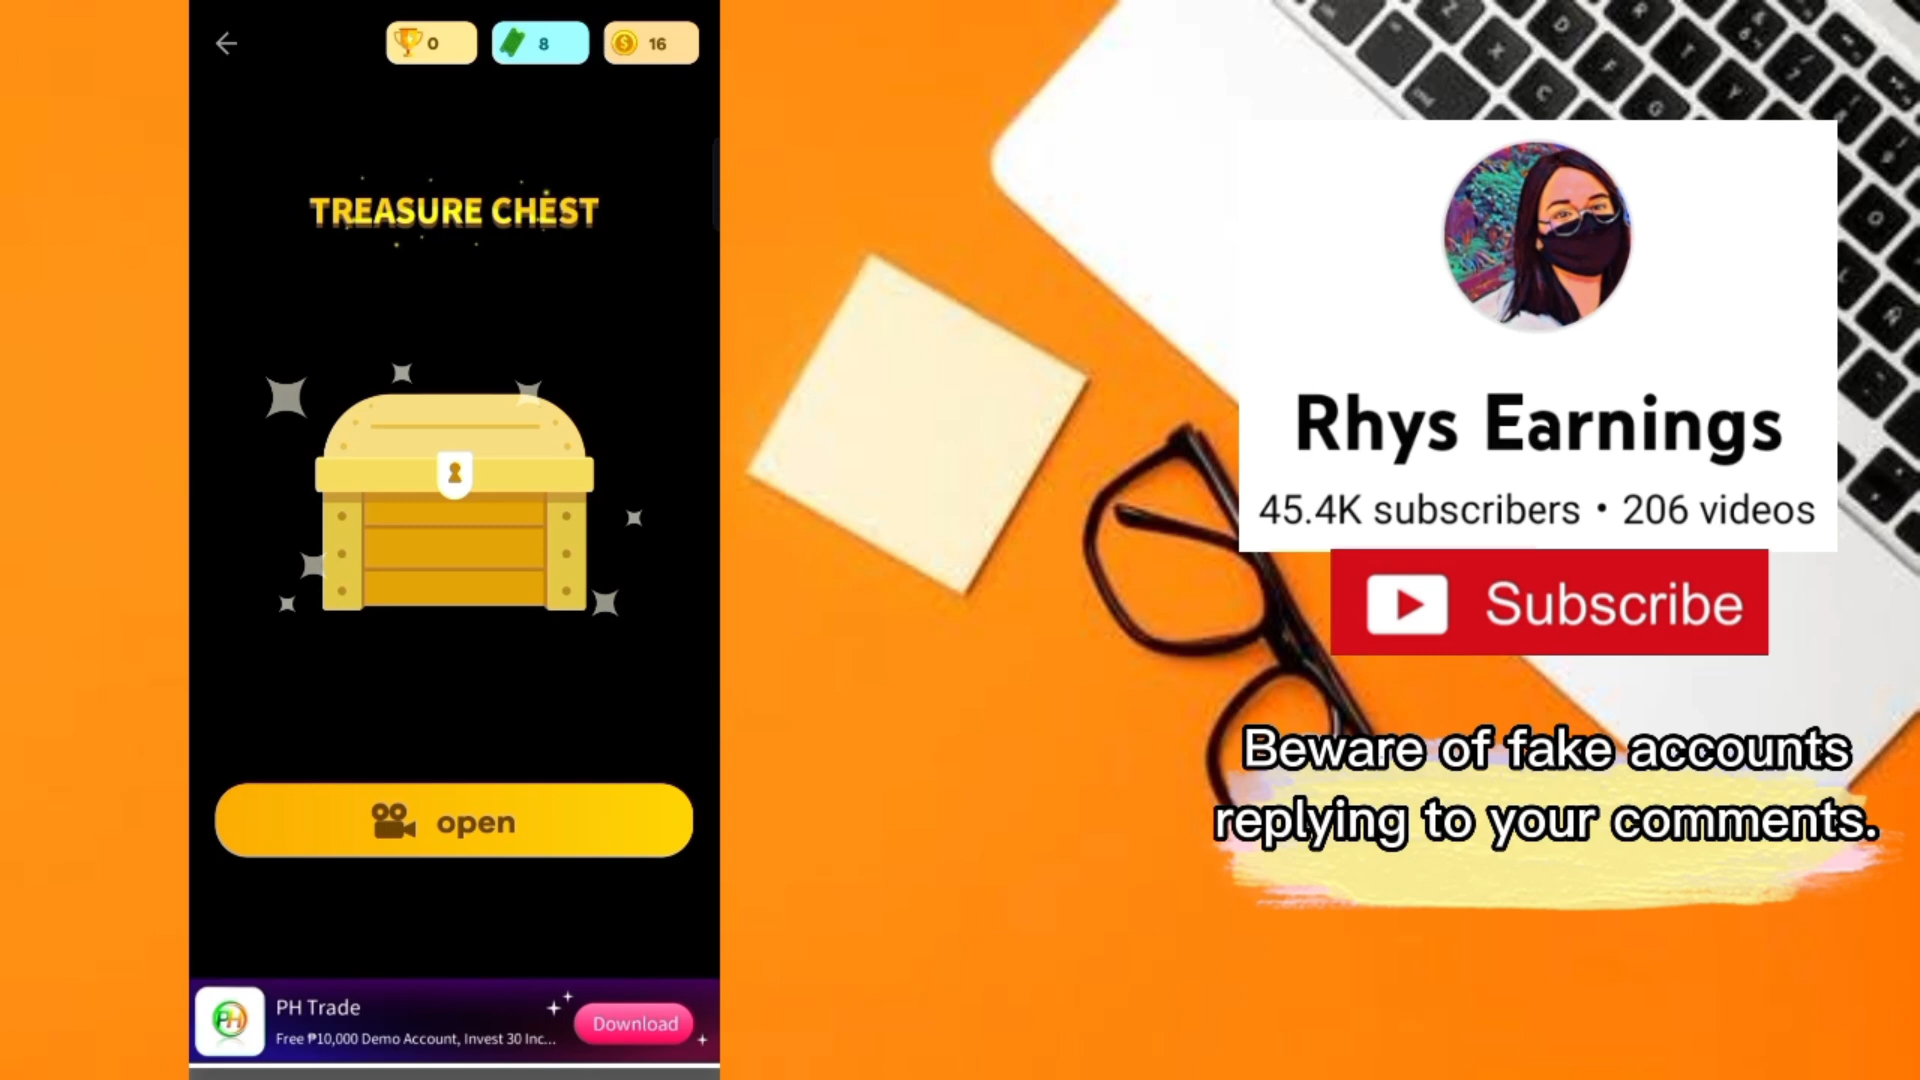 0
8
16
TREASURE CHEST
open
PH
PH Trade
Free ₱10,000 Demo Account, Invest 30 Inc...
Download
Rhys Earnings
45.4K subscribers • 206 videos
Subscribe
Beware of fake accounts
replying to your comments.